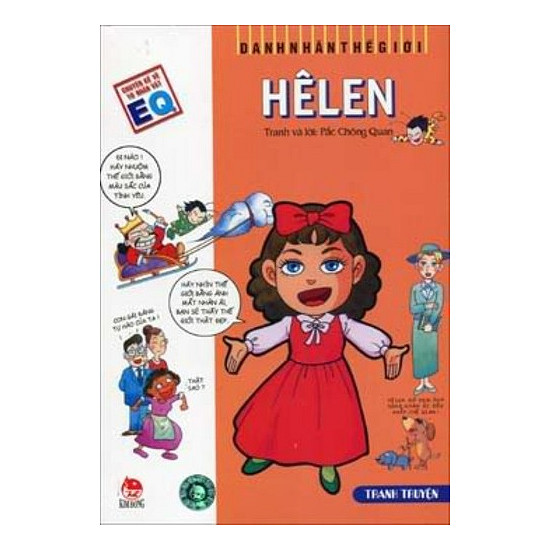 DANH NHÂN THẾ GIỚI
CHUYỆN KỂ VỀ
10 NHÂN VẬT
EQ
HÊLEN
Tranh và lời: Pắc Chông Quan
ĐI NÀO!
HÃY NHUỘM
THẾ GIỚI BẰNG
MÀU SẮC CỦA
TÌNH YÊU.
HÃY NHÌN THẾ
GIỚI BẰNG ÁNH
MẮT NHÂN ÁI,
BẠN SẼ THẤY THẾ
GIỚI THẬT ĐẸP.
CON GÁI ĐÁNG
TỰ HÀO CỦA TA!
THẬT
SAO?
KIM ĐỒNG
TRANH TRUYỆN